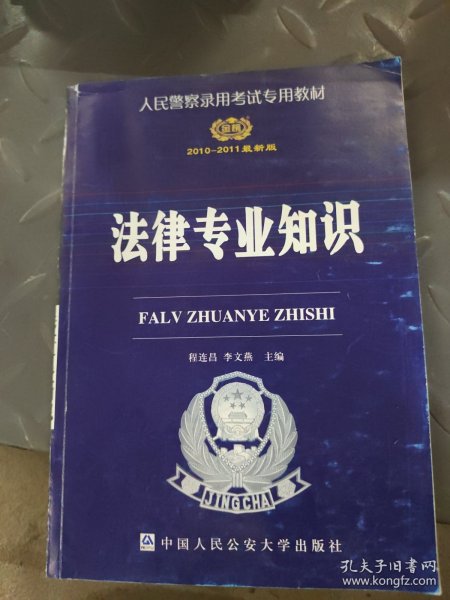 人民警察录用考试专用教材
金榜
2010-2011最新版
法律专业知识
FALV ZHUANYE ZHISHI
程连昌 李文燕 主编
JINGCHA
中国人民公安大学出版社
孔夫子旧书网
www.kongfz.com